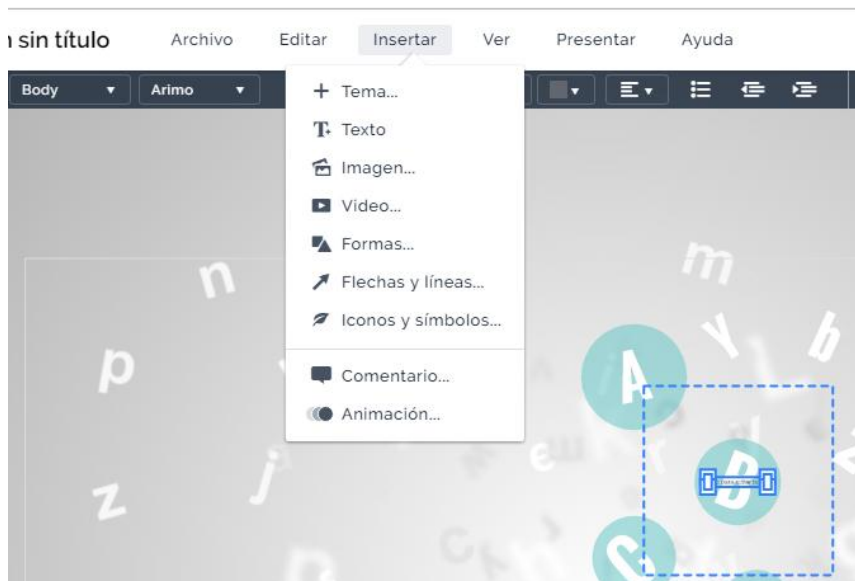 n sin título Archivo Editar Insertar Ver Presentar Ayuda
Body Arimo
Tema...
Texto
Imagen...
Video...
Formas...
Flechas y líneas...
Iconos y símbolos...
Comentario...
Animación...
n
m
p
A
y
b
L
B
e
j
z
C